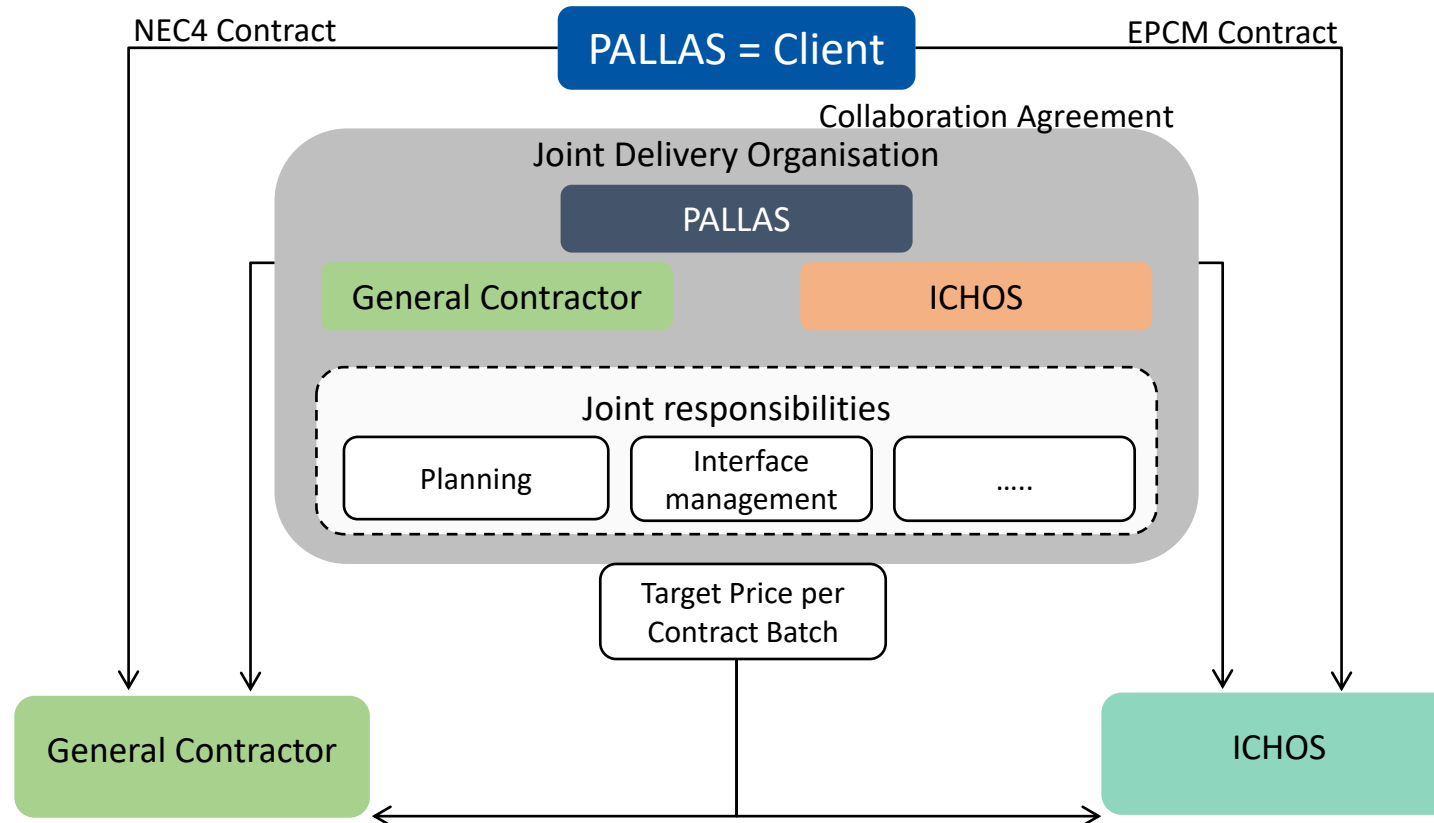 NEC4 Contract
PALLAS = Client
EPCM Contract
Collaboration Agreement
Joint Delivery Organisation
PALLAS
General Contractor
ICHOS
Joint responsibilities
Planning
Interface
management
…..
Target Price per
Contract Batch
General Contractor
ICHOS